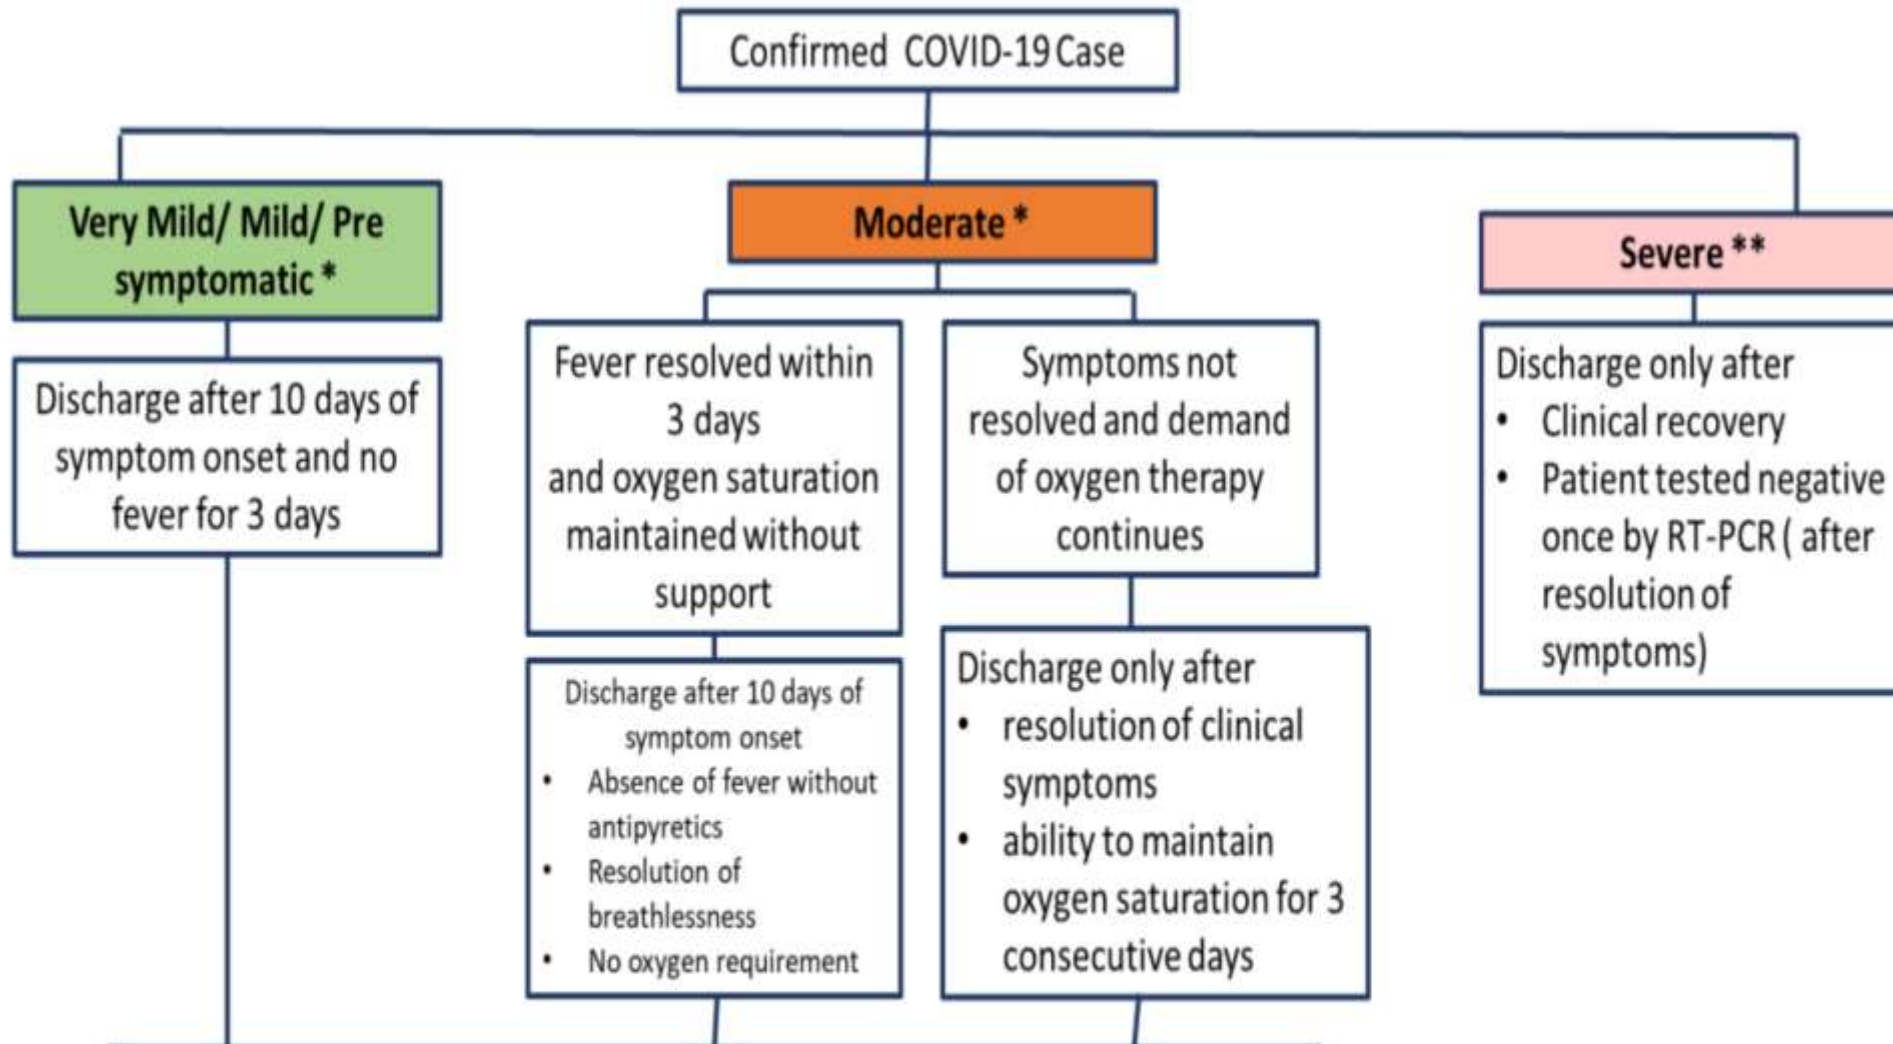 Confirmed COVID-19 Case
Very Mild/ Mild/ Pre
symptomatic *
Discharge after 10 days of
symptom onset and no
fever for 3 days
Moderate *
Fever resolved within
3 days
and oxygen saturation
maintained without
support
Discharge after 10 days of
symptom onset
• Absence of fever without
antipyretics
• Resolution of
breathlessness
• No oxygen requirement
Symptoms not
resolved and demand
of oxygen therapy
continues
Discharge only after
• resolution of clinical
symptoms
• ability to maintain
oxygen saturation for 3
consecutive days
Severe **
Discharge only after
• Clinical recovery
• Patient tested negative
once by RT-PCR ( after
resolution of
symptoms)